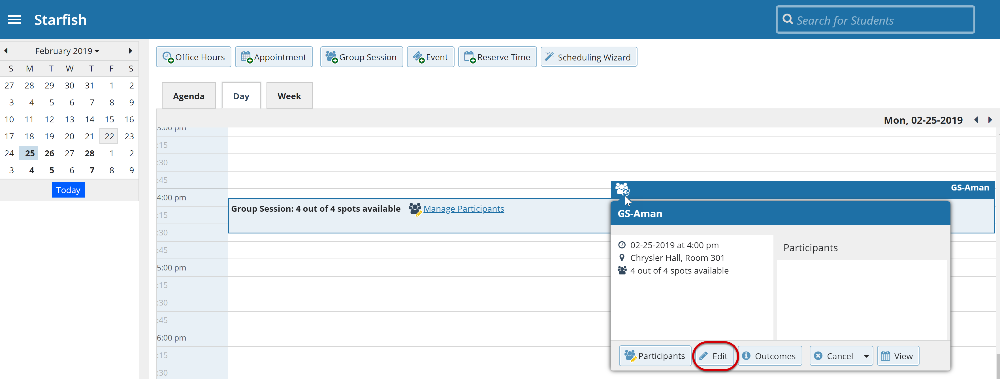 Starfish
Search for Students
February 2019
S M T W T F S
27 28 29 30 31 1 2
3 4 5 6 7 8 9
10 11 12 13 14 15 16
17 18 19 20 21 22 23
24 25 26 27 28 1 2
3 4 5 6 7 8 9
Today
Office Hours Appointment Group Session Event Reserve Time Scheduling Wizard
Agenda Day Week
Mon, 02-25-2019
3:00 pm
:15
:30
:45
4:00 pm
:15
:30
:45
5:00 pm
:15
:30
:45
6:00 pm
:15
:30
GS-Aman
Group Session: 4 out of 4 spots available Manage Participants
GS-Aman
02-25-2019 at 4:00 pm
Chrysler Hall, Room 301
4 out of 4 spots available
Participants
Participants Edit Outcomes Cancel View